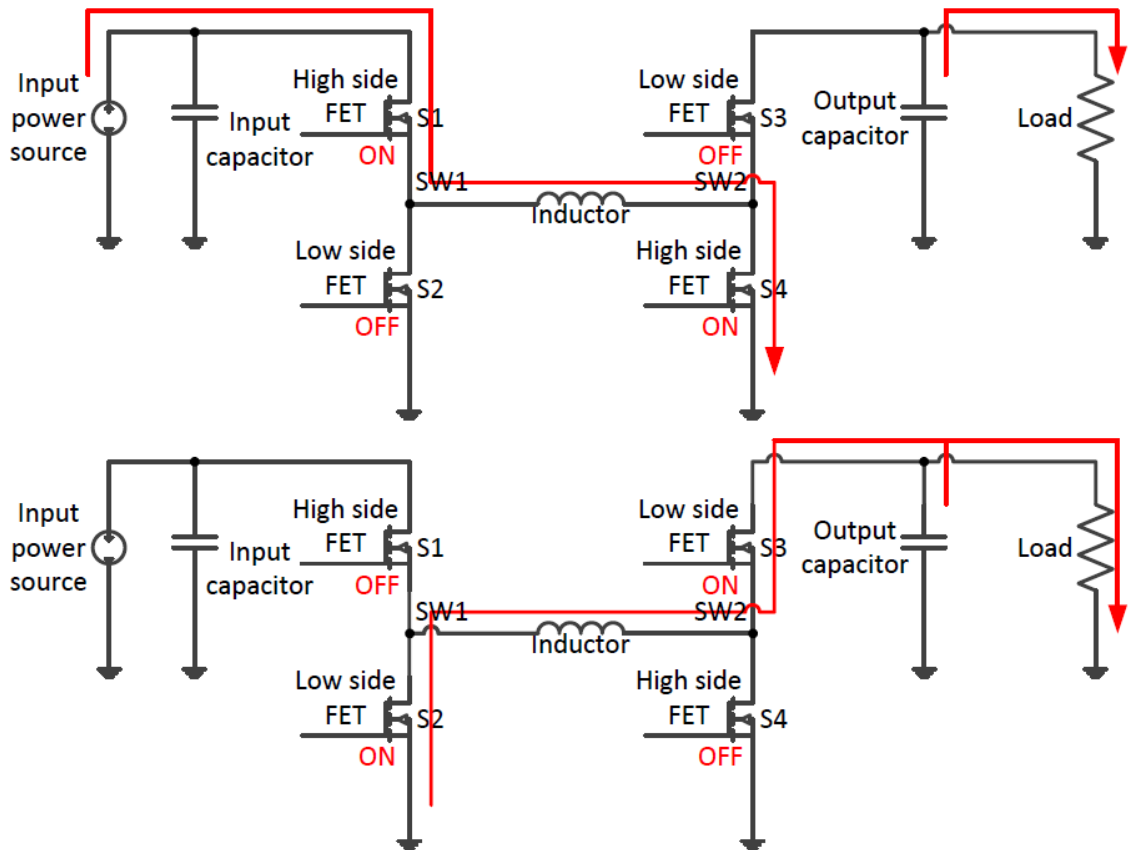 Input
power
source
Input
capacitor
High side
FET
S1
ON
SW1
Inductor
Low side
FET
S2
OFF
Low side
FET
S3
OFF
SW2
High side
FET
S4
ON
Output
capacitor
Load
Input
power
source
Input
capacitor
High side
FET
S1
OFF
SW1
Inductor
Low side
FET
S2
ON
Low side
FET
S3
ON
SW2
High side
FET
S4
OFF
Output
capacitor
Load